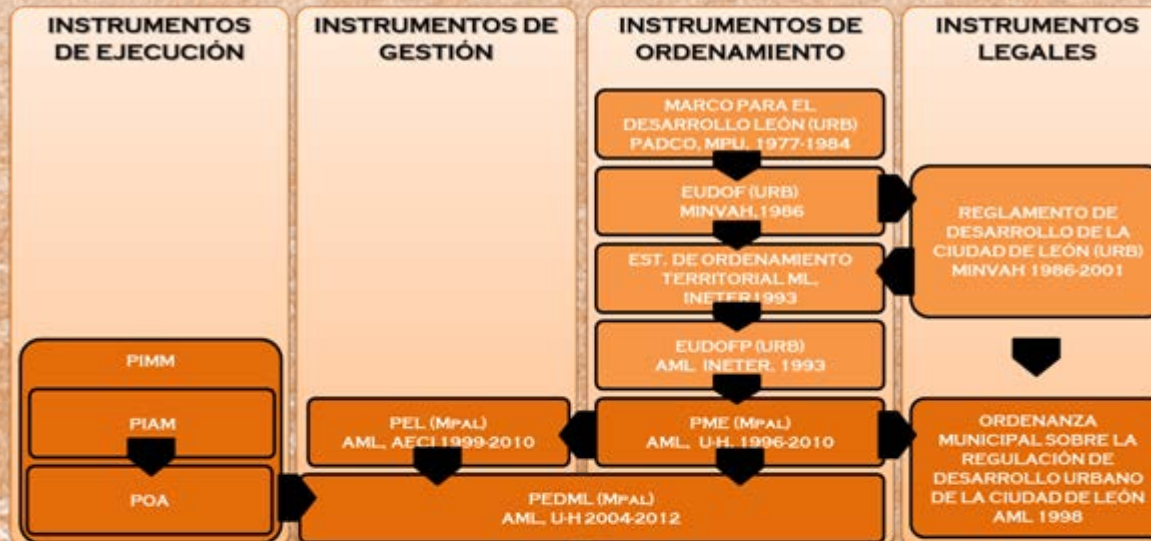 INSTRUMENTOS
DE EJECUCIÓN
PIMM
PIAM
POA
INSTRUMENTOS DE
GESTIÓN
PEL (MPAL)
AML, AECI 1999-2010
INSTRUMENTOS DE
ORDENAMIENTO
MARCO PARA EL
DESARROLLO LEÓN (URB)
PADCO, MPU, 1977-1984
EUDOF (URB)
MINVAH,1986
EST. DE ORDENAMIENTO
TERRITORIAL ML,
INETER1993
EUDOFP (URB)
AML INETER, 1993
PME (MPAL)
AML, U-H, 1996-2010
PEDML (MPAL)
AML, U-H 2004-2012
INSTRUMENTOS
LEGALES
REGLAMENTO DE
DESARROLLO DE LA
CIUDAD DE LEÓN (URB)
MINVAH 1986-2001
ORDENANZA
MUNICIPAL SOBRE LA
REGULACIÓN DE
DESARROLLO URBANO
DE LA CIUDAD DE LEÓN
AML 1998